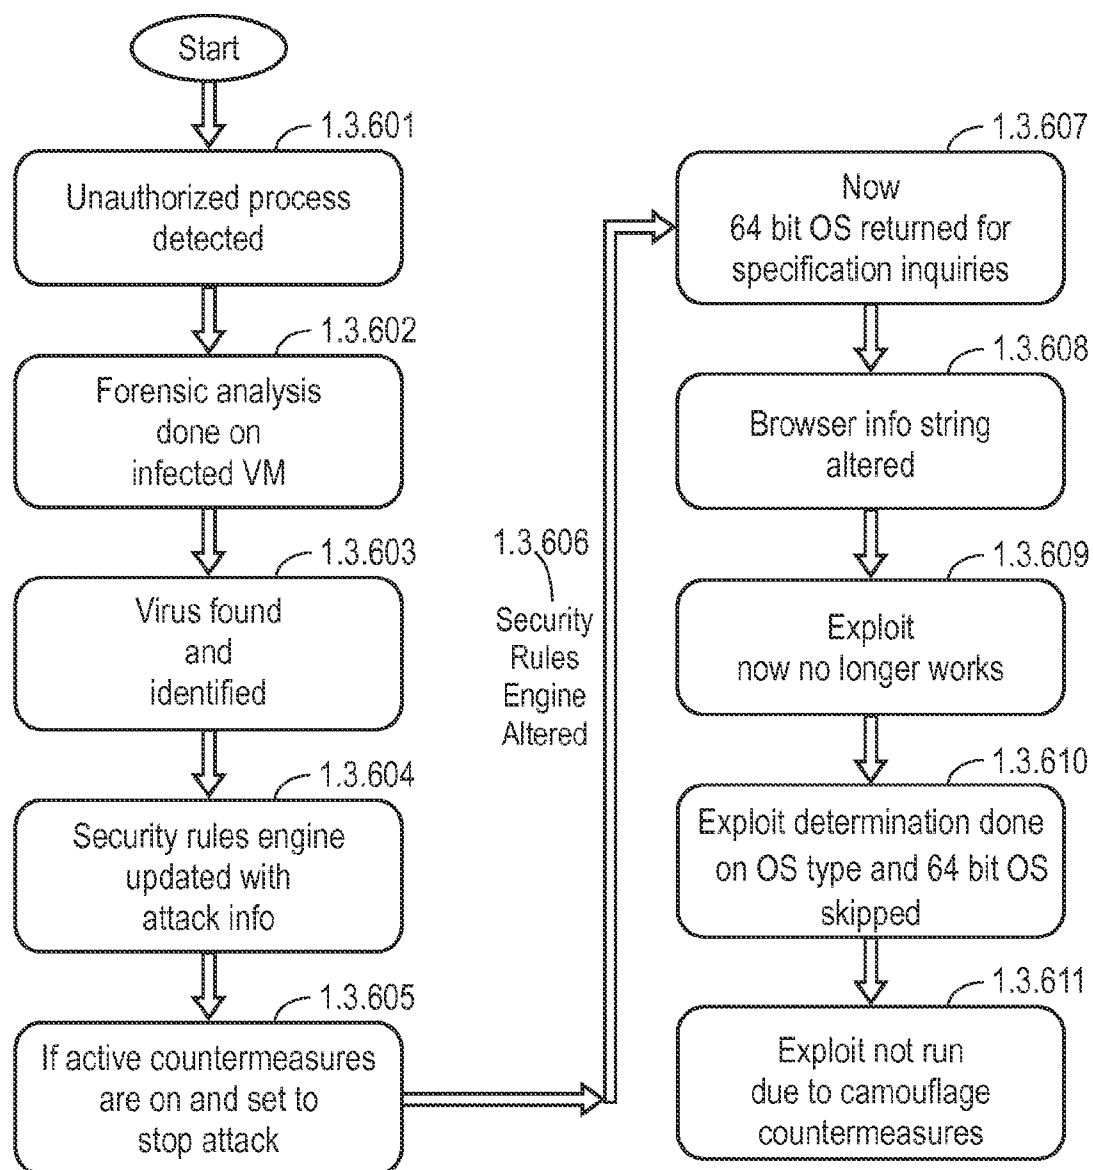 Start
1.3.601
Unauthorized process
detected
1.3.602
Forensic analysis
done on
infected VM
1.3.603
Virus found
and
identified
1.3.604
Security rules engine
updated with
attack info
1.3.605
If active countermeasures
are on and set to
stop attack
1.3.606
Security
Rules
Engine
Altered
1.3.607
Now
64 bit OS returned for
specification inquiries
1.3.608
Browser info string
altered
1.3.609
Exploit
now no longer works
1.3.610
Exploit determination done
on OS type and 64 bit OS
skipped
1.3.611
Exploit not run
due to camouflage
countermeasures